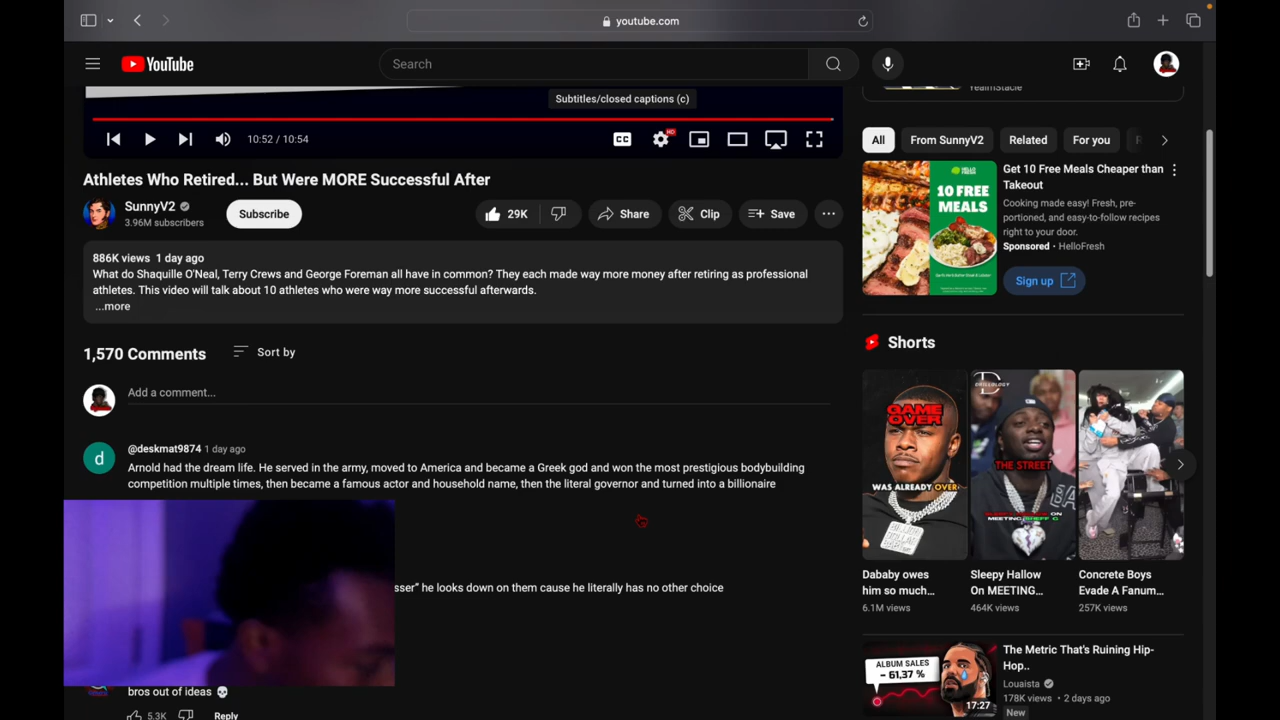 youtube.com
YouTube
Search
Subtitles/closed captions (c)
CC
HD
10:52 / 10:54
Athletes Who Retired... But Were MORE Successful After
SunnyV2
3.96M subscribers
Subscribe
29K
Share
Clip
Save
886K views 1 day ago
What do Shaquille O'Neal, Terry Crews and George Foreman all have in common? They each made way more money after retiring as professional
athletes. This video will talk about 10 athletes who were way more successful afterwards.
...more
1,570 Comments
Sort by
Add a comment...
d
@deskmat9874 1 day ago
Arnold had the dream life. He served in the army, moved to America and became a Greek god and won the most prestigious bodybuilding
competition multiple times, then became a famous actor and household name, then the literal governor and turned into a billionaire
sser” he looks down on them cause he literally has no other choice
bros out of ideas 💀
5.3K
Reply
YeaImStacie
All
From SunnyV2
Related
For you
HELLO
FRESH
10 FREE
MEALS
Get 10 Free Meals Cheaper than
Takeout
Cooking made easy! Fresh, pre-
portioned, and easy-to-follow recipes
right to your door.
Sponsored · HelloFresh
Sign up
Shorts
GAME
OVER
WAS ALREADY OVER
DRILLOLOGY
THE STREET
Dababy owes
him so much...
6.1M views
Sleepy Hallow
On MEETING...
464K views
Concrete Boys
Evade A Fanum...
257K views
ALBUM SALES
- 61,37 %
17:27
The Metric That's Ruining Hip-
Hop..
Louaista
178K views · 2 days ago
New